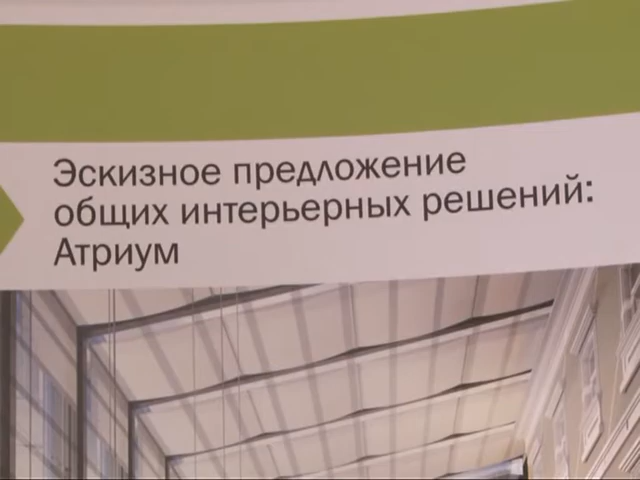 Эскизное предложение
общих интерьерных решений:
Атриум